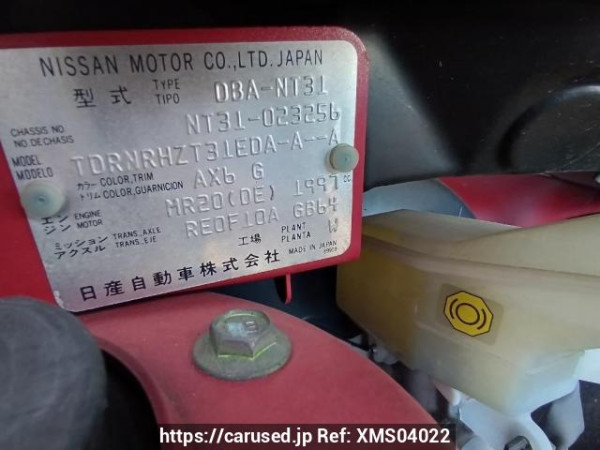 NISSAN MOTOR CO.,LTD. JAPAN
型式 TYPE TIPO DBA-NT31
CHASSIS NO. NO. DE CHASIS NT31-023256
MODEL MODELO TDRNRHZT31EDA-A--A
カラー COLOR,TRIM トリム COLOR,GUARNICION AX6 G
エンジン ENGINE MOTOR MR20(DE) 1997 CC
ミッション アクスル TRANS.,AXLE TRANS.,EJE RE0F10A GB64
工場 PLANT PLANTA W
日産自動車株式会社 MADE IN JAPAN
8
https://carused.jp Ref: XMS04022